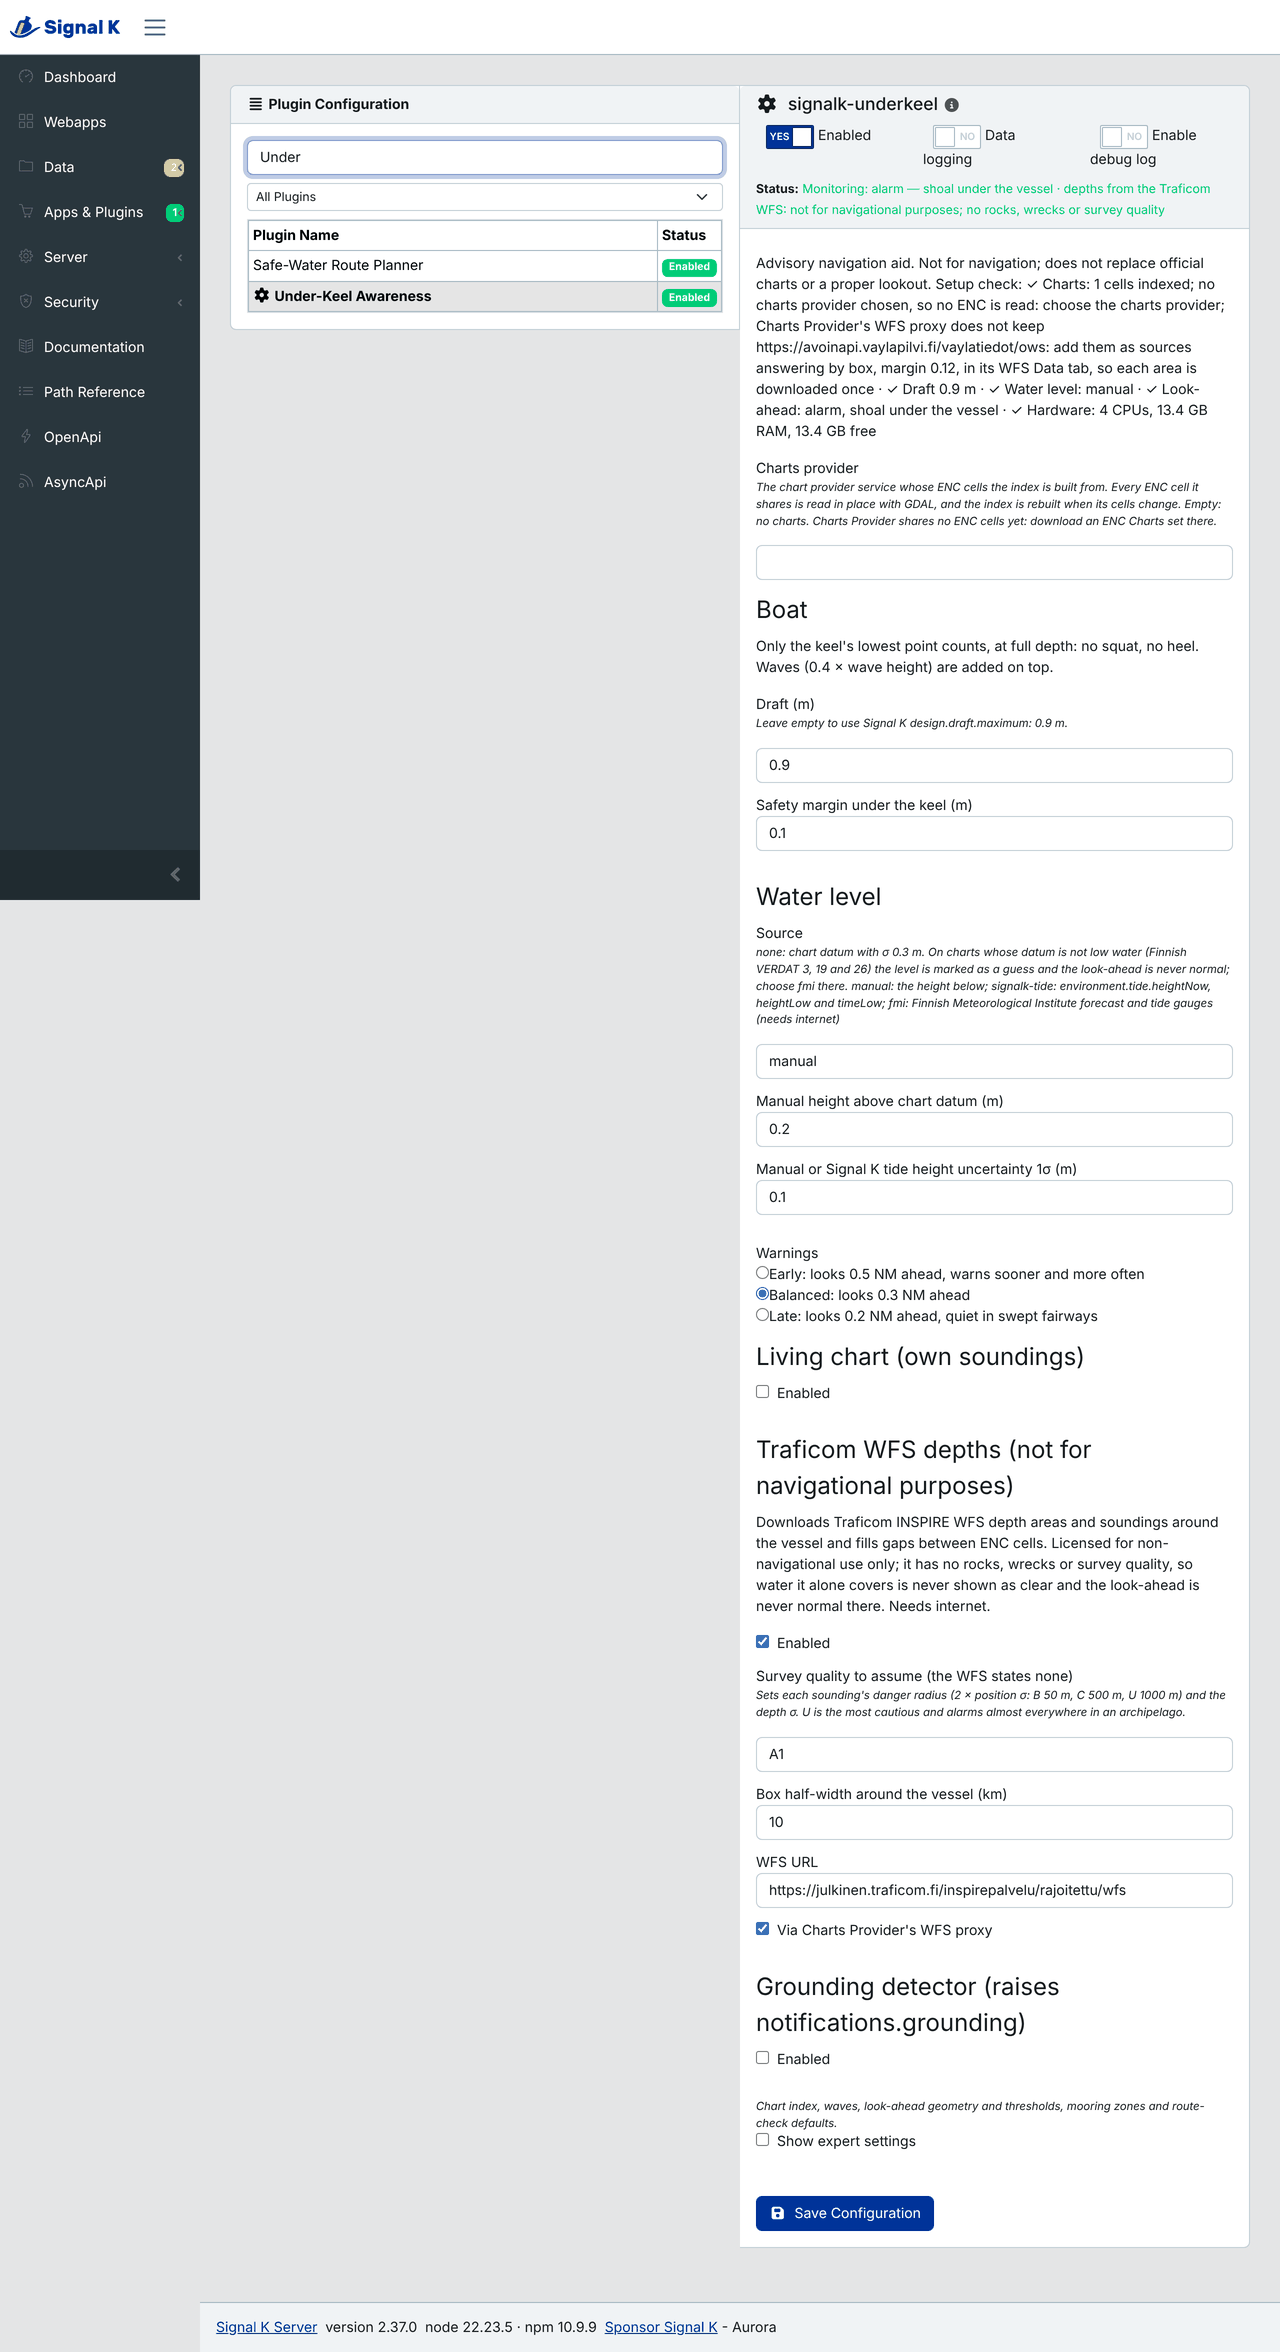 Signal K
Dashboard
Webapps
Data
Apps & Plugins 1
Server
Security
Documentation
Path Reference
OpenApi
AsyncApi
Plugin Configuration
Under
All Plugins
Plugin Name Status
Safe-Water Route Planner Enabled
Under-Keel Awareness Enabled
signalk-underkeel
YES Enabled NO Data logging NO Enable debug log
Status: Monitoring: alarm — shoal under the vessel · depths from the Traficom
WFS: not for navigational purposes; no rocks, wrecks or survey quality
Advisory navigation aid. Not for navigation; does not replace official
charts or a proper lookout. Setup check: ✓ Charts: 1 cells indexed; no
charts provider chosen, so no ENC is read: choose the charts provider;
Charts Provider's WFS proxy does not keep
https://avoinapi.vaylapilvi.fi/vaylatiedot/ows: add them as sources
answering by box, margin 0.12, in its WFS Data tab, so each area is
downloaded once · ✓ Draft 0.9 m · ✓ Water level: manual · ✓ Look-
ahead: alarm, shoal under the vessel · ✓ Hardware: 4 CPUs, 13.4 GB
RAM, 13.4 GB free
Charts provider
The chart provider service whose ENC cells the index is built from. Every ENC cell it
shares is read in place with GDAL, and the index is rebuilt when its cells change. Empty:
no charts. Charts Provider shares no ENC cells yet: download an ENC Charts set there.
Boat
Only the keel's lowest point counts, at full depth: no squat, no heel.
Waves (0.4 × wave height) are added on top.
Draft (m)
Leave empty to use Signal K design.draft.maximum: 0.9 m.
0.9
Safety margin under the keel (m)
0.1
Water level
Source
none: chart datum with σ 0.3 m. On charts whose datum is not low water (Finnish
VERDAT 3, 19 and 26) the level is marked as a guess and the look-ahead is never normal;
choose fmi there. manual: the height below; signalk-tide: environment.tide.heightNow,
heightLow and timeLow; fmi: Finnish Meteorological Institute forecast and tide gauges
(needs internet)
manual
Manual height above chart datum (m)
0.2
Manual or Signal K tide height uncertainty 1σ (m)
0.1
Warnings
Early: looks 0.5 NM ahead, warns sooner and more often
Balanced: looks 0.3 NM ahead
Late: looks 0.2 NM ahead, quiet in swept fairways
Living chart (own soundings)
Enabled
Traficom WFS depths (not for
navigational purposes)
Downloads Traficom INSPIRE WFS depth areas and soundings around
the vessel and fills gaps between ENC cells. Licensed for non-
navigational use only; it has no rocks, wrecks or survey quality, so
water it alone covers is never shown as clear and the look-ahead is
never normal there. Needs internet.
Enabled
Survey quality to assume (the WFS states none)
Sets each sounding's danger radius (2 × position σ: B 50 m, C 500 m, U 1000 m) and the
depth σ. U is the most cautious and alarms almost everywhere in an archipelago.
A1
Box half-width around the vessel (km)
10
WFS URL
https://julkinen.traficom.fi/inspirepalvelu/rajoitettu/wfs
Via Charts Provider's WFS proxy
Grounding detector (raises
notifications.grounding)
Enabled
Chart index, waves, look-ahead geometry and thresholds, mooring zones and route-
check defaults.
Show expert settings
Save Configuration
Signal K Server version 2.37.0 node 22.23.5 · npm 10.9.9 Sponsor Signal K - Aurora